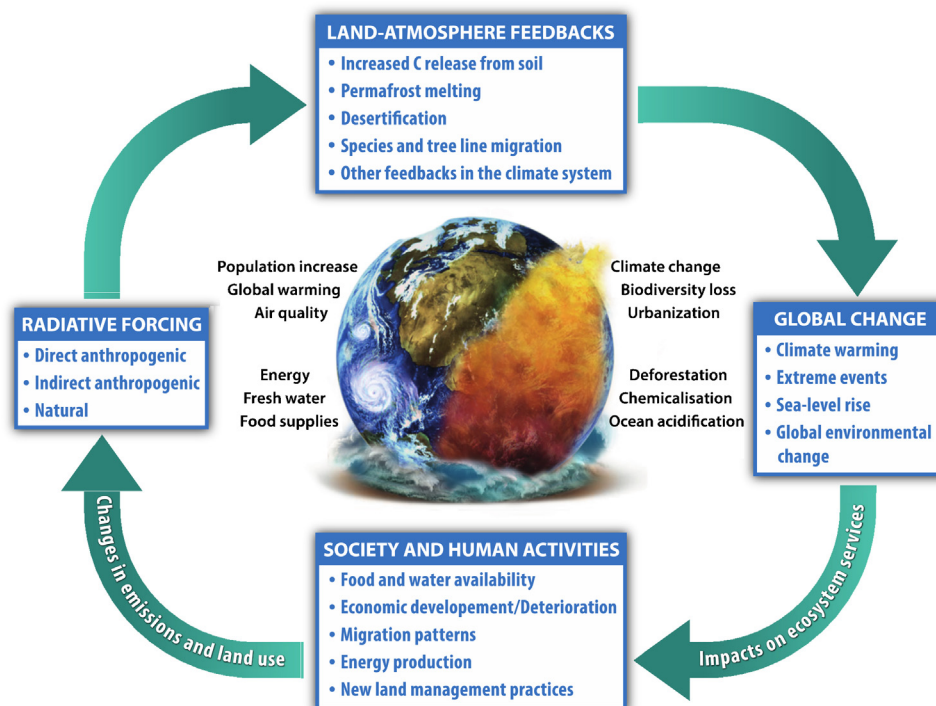 LAND-ATMOSPHERE FEEDBACKS
• Increased C release from soil
• Permafrost melting
• Desertification
• Species and tree line migration
• Other feedbacks in the climate system
Population increase
Global warming
Air quality
Climate change
Biodiversity loss
Urbanization
RADIATIVE FORCING
• Direct anthropogenic
• Indirect anthropogenic
• Natural
GLOBAL CHANGE
• Climate warming
• Extreme events
• Sea-level rise
• Global environmental
change
Energy
Fresh water
Food supplies
Deforestation
Chemicalisation
Ocean acidification
Changes in emissions and land use
Impacts on ecosystem services
SOCIETY AND HUMAN ACTIVITIES
• Food and water availability
• Economic developement/Deterioration
• Migration patterns
• Energy production
• New land management practices